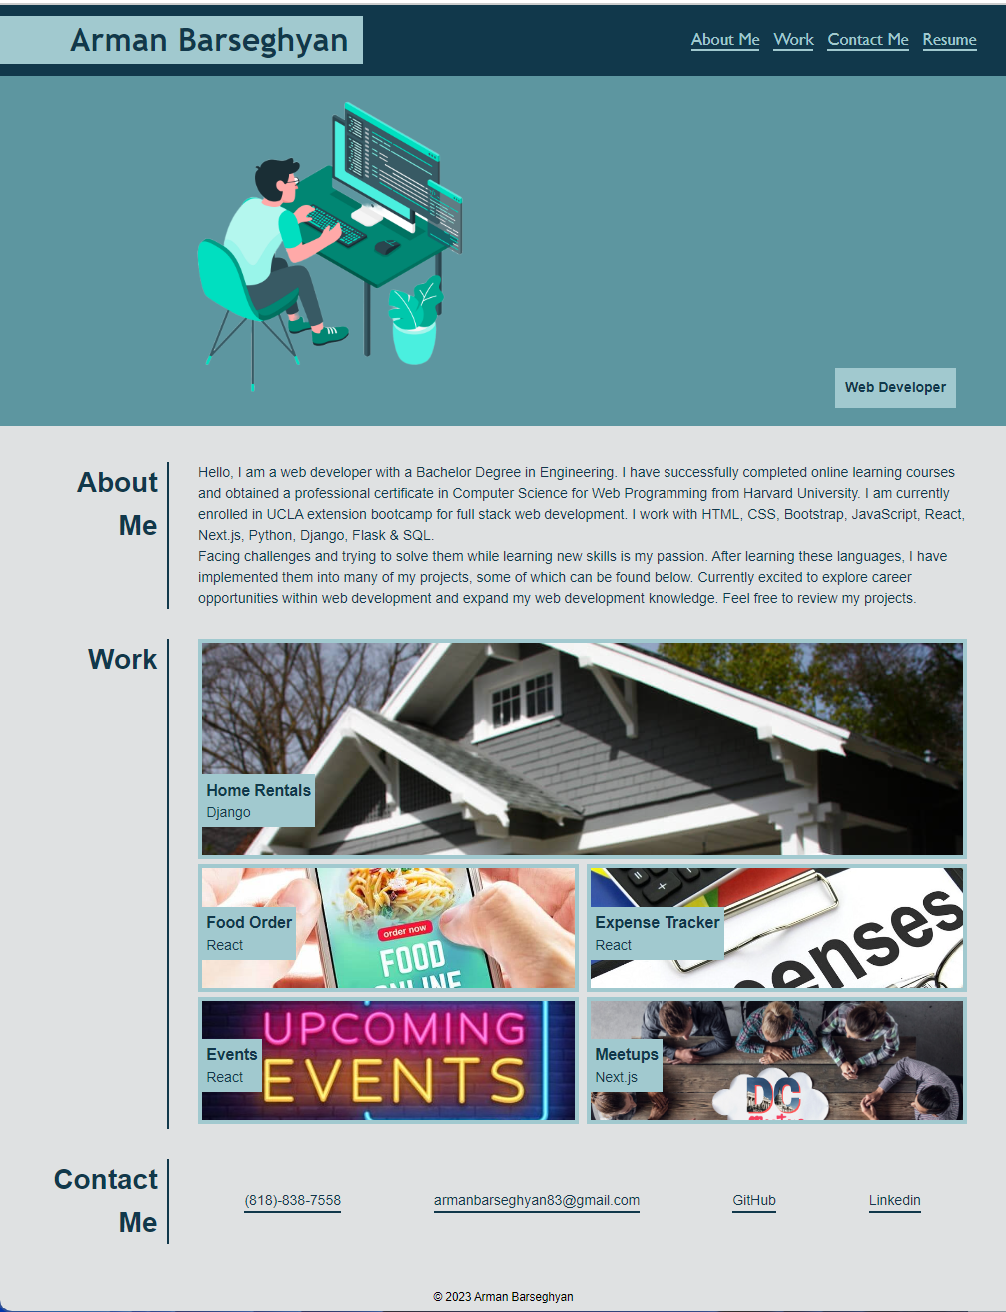 Arman Barseghyan
About Me Work Contact Me Resume
Web Developer
About
Me
Hello, I am a web developer with a Bachelor Degree in Engineering. I have successfully completed online learning courses
and obtained a professional certificate in Computer Science for Web Programming from Harvard University. I am currently
enrolled in UCLA extension bootcamp for full stack web development. I work with HTML, CSS, Bootstrap, JavaScript, React,
Next.js, Python, Django, Flask & SQL.
Facing challenges and trying to solve them while learning new skills is my passion. After learning these languages, I have
implemented them into many of my projects, some of which can be found below. Currently excited to explore career
opportunities within web development and expand my web development knowledge. Feel free to review my projects.
Work
Home Rentals
Django
Food Order
React
order now
FOOD
ONLINE
Expense Tracker
React
penses
Events
React
UPCOMING
EVENTS
Meetups
Next.js
DC
Contact
Me
(818)-838-7558
armanbarseghyan83@gmail.com
GitHub
Linkedin
© 2023 Arman Barseghyan